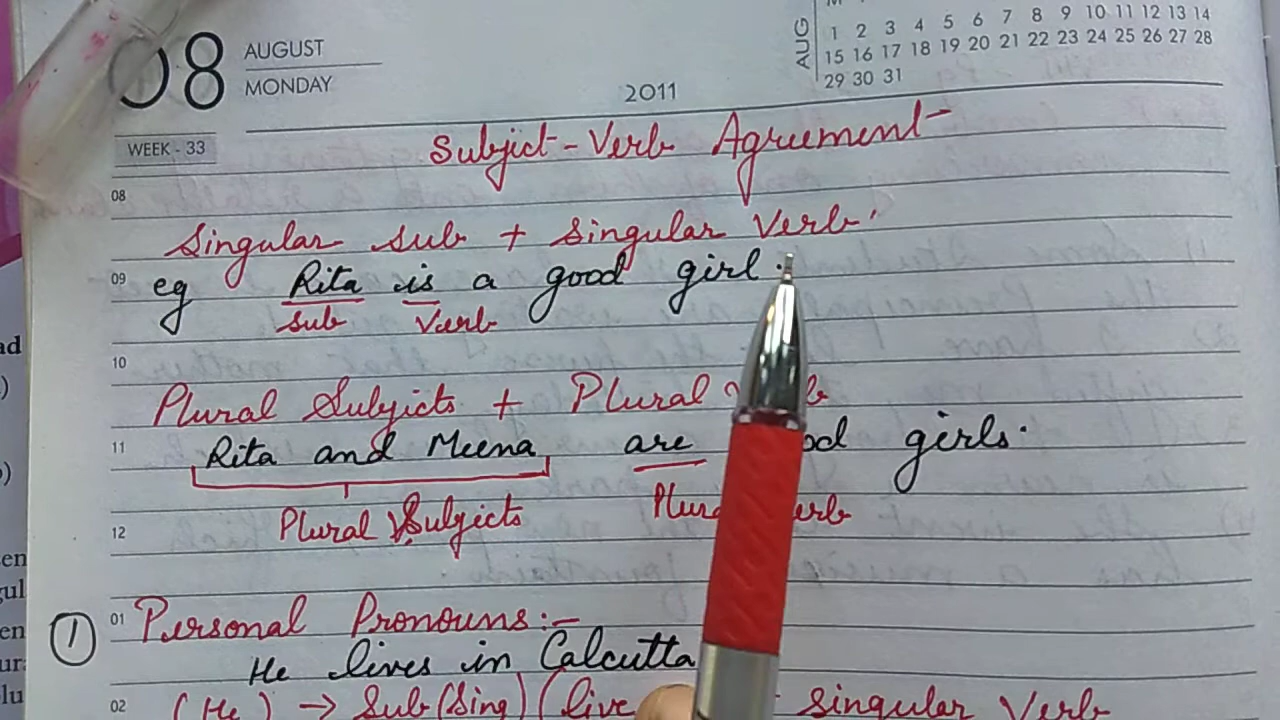 08 AUGUST
MONDAY
2011
AUG
1 2 3 4 5 6 7 8 9 10 11 12 13 14
15 16 17 18 19 20 21 22 23 24 25 26 27 28
29 30 31
WEEK - 33
Subject-Verb Agreement-
08
Singular sub + Singular Verb'
09
eg Rita is a good girl.
sub Verb
10
Plural Subjects + Plural
11
Rita and Meena are girls.
Plural Subjects
12
01
1 Personal Pronouns:-
He lives in Calcutta
02
(He) → Sub(Sing) (live singular Verb